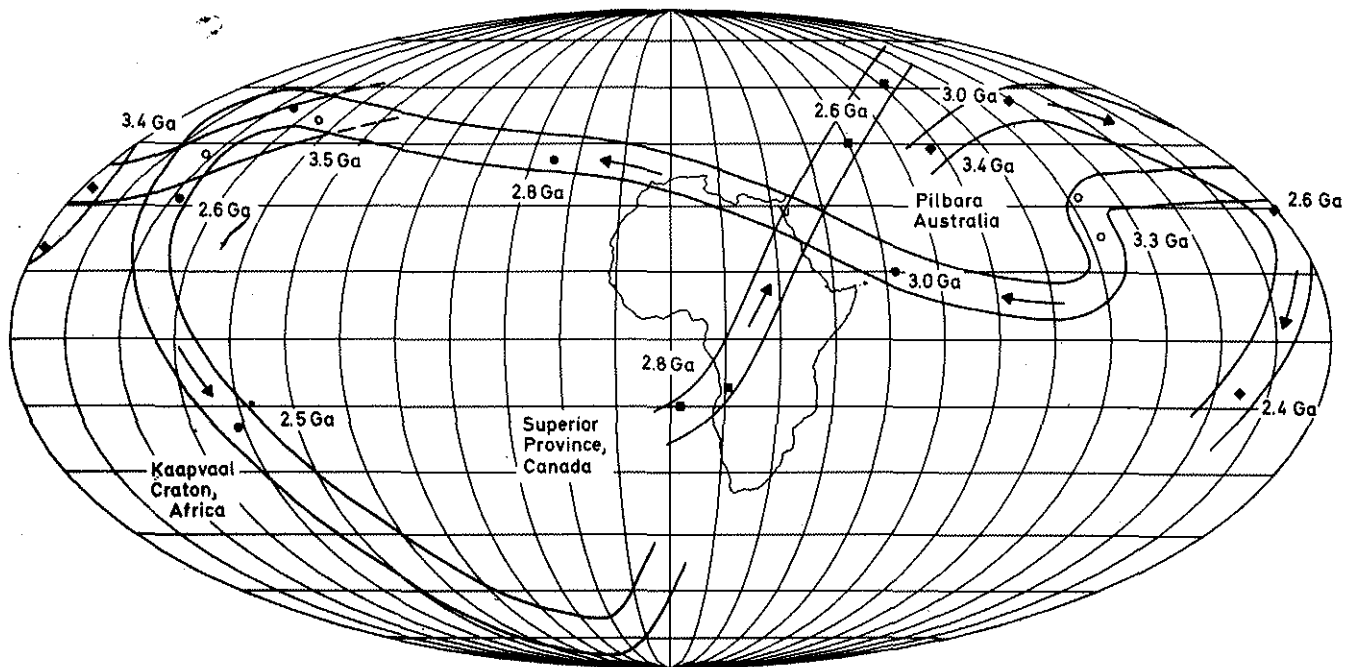 3.4 Ga
2.6 Ga
3.0 Ga
3.5 Ga
3.4 Ga
2.8 Ga
Pilbara
Australia
2.6 Ga
2.6 Ga
3.3 Ga
3.0 Ga
2.8 Ga
2.5 Ga
2.4 Ga
Superior
Province,
Canada
Kaapvaal
Craton,
Africa